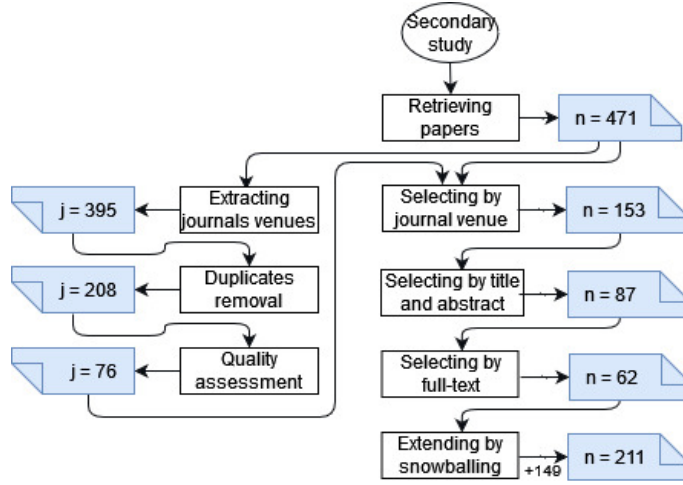 Secondary
study
Retrieving
papers
n = 471
Extracting
journals venues
j = 395
Selecting by
journal venue
n = 153
Duplicates
removal
j = 208
Selecting by title
and abstract
n = 87
Quality
assessment
j = 76
Selecting by
full-text
n = 62
Extending by
snowballing
+149
n = 211